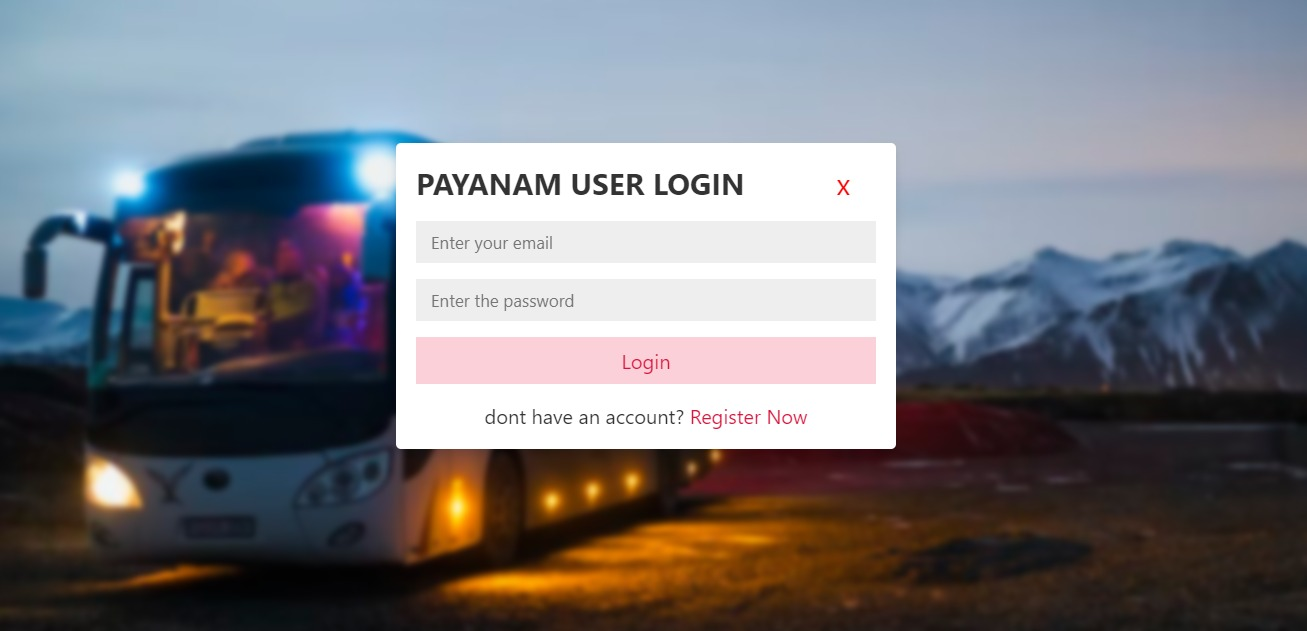 PAYANAM USER LOGIN
X
Enter your email
Enter the password
Login
dont have an account? Register Now